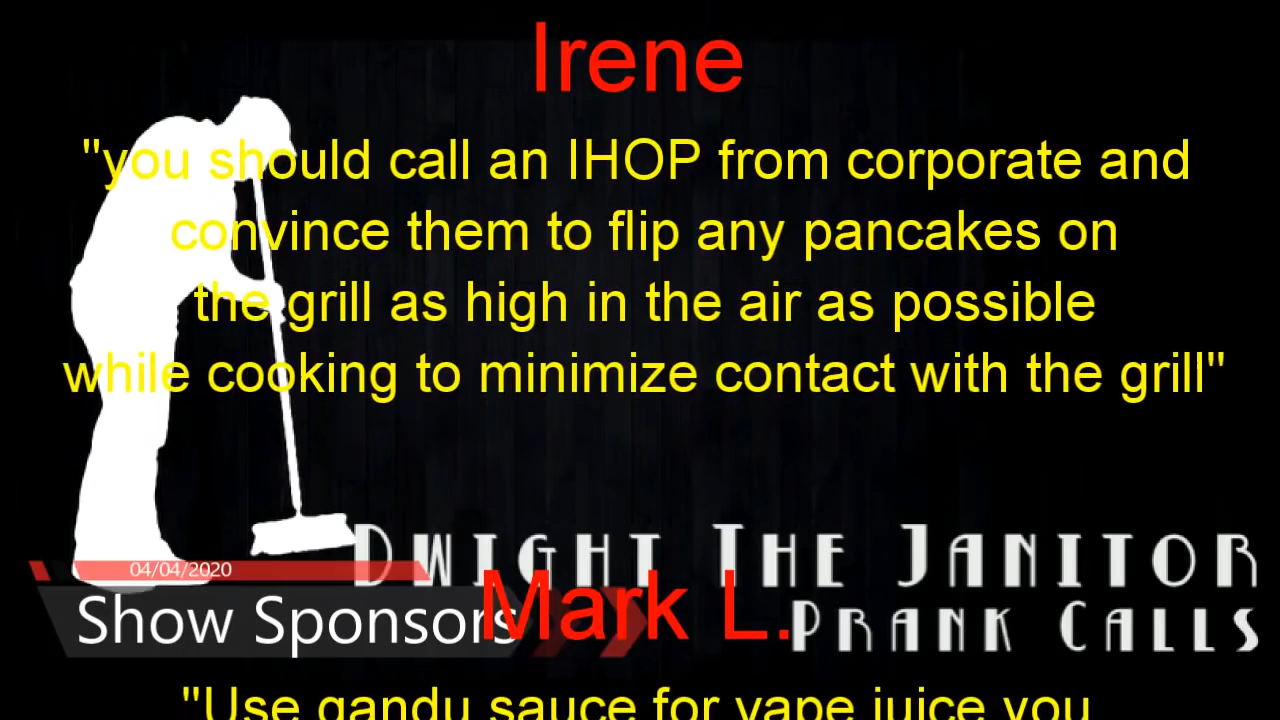 Irene
"you should call an IHOP from corporate and
convince them to flip any pancakes on
the grill as high in the air as possible
while cooking to minimize contact with the grill"
Dwight The Janitor
04/04/2020
Show Sponsors
Mark L.
Prank Calls
"Use gandu sauce for vape juice you